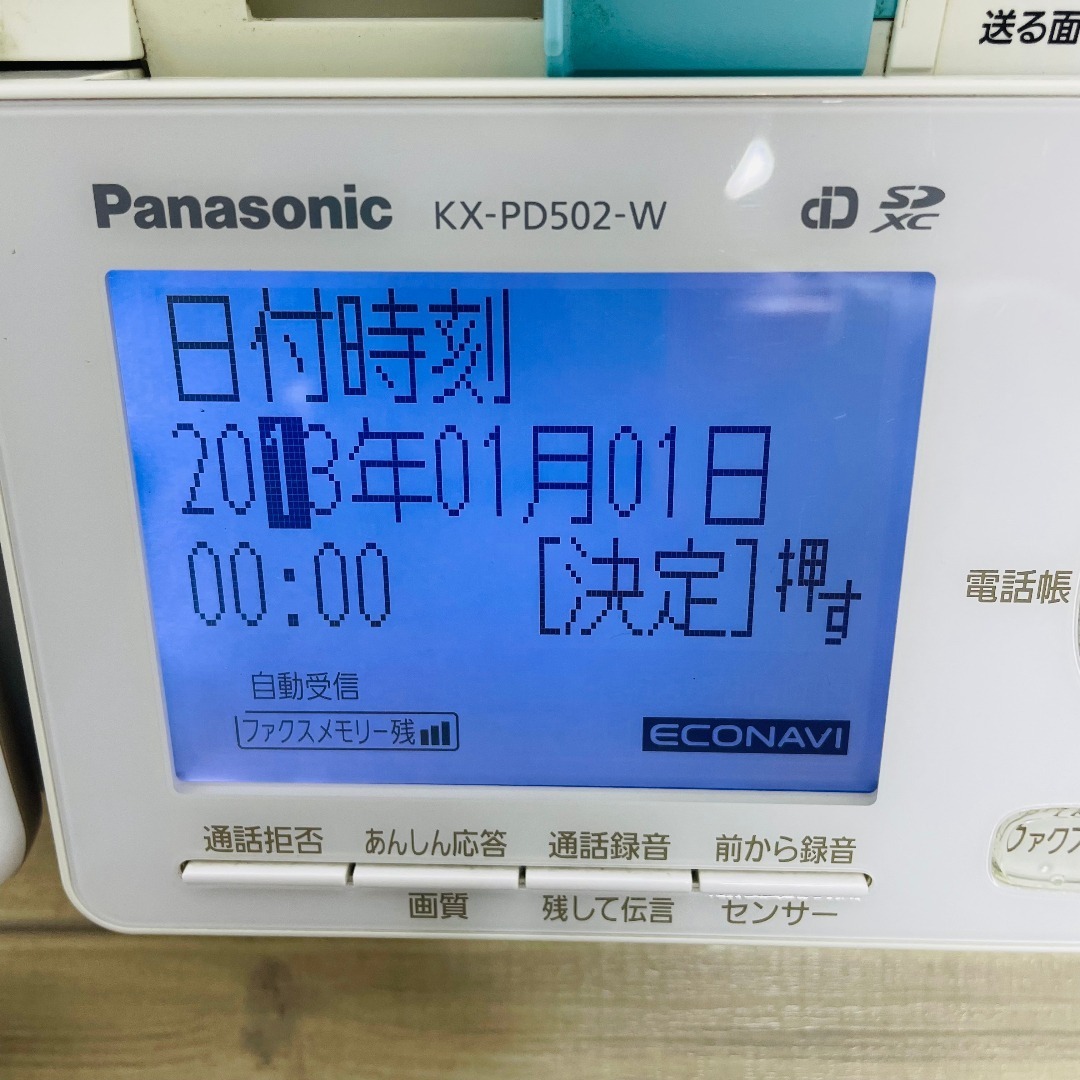 送る面
Panasonic KX-PD502-W
SD XC
日付時刻
2013年01月01日
00:00 [決定]押す
自動受信
ファクスメモリー残
ECONAVI
電話帳
通話拒否 あんしん応答 通話録音 前から録音
画質 残して伝言 センサー
ファクス